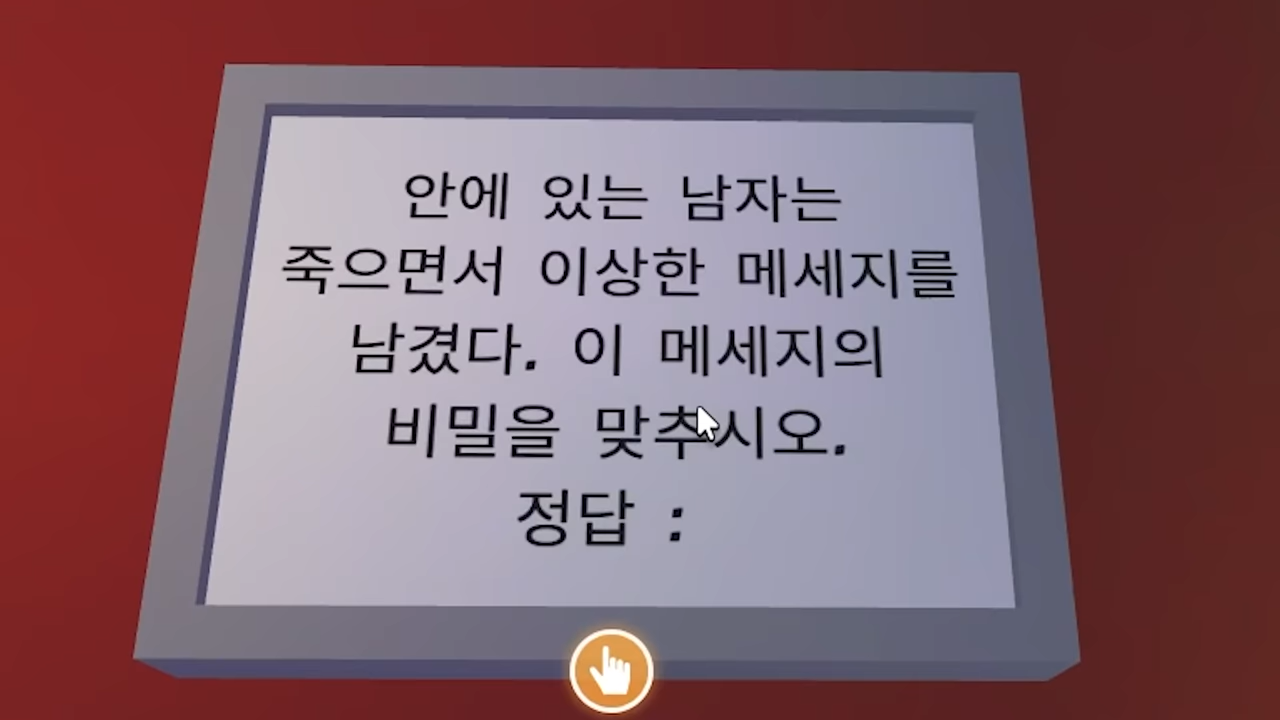 안에 있는 남자는
죽으면서 이상한 메세지를
남겼다. 이 메세지의
비밀을 맞추시오.
정답 :